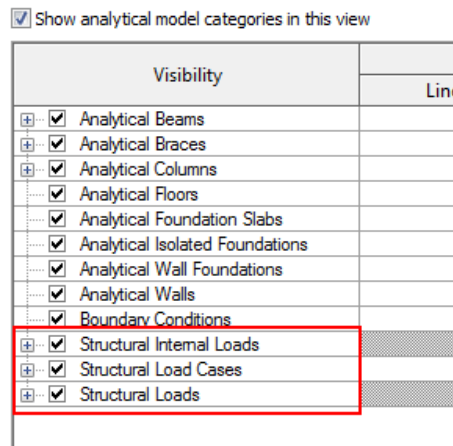 Show analytical model categories in this view
Visibility
Analytical Beams
Analytical Braces
Analytical Columns
Analytical Floors
Analytical Foundation Slabs
Analytical Isolated Foundations
Analytical Wall Foundations
Analytical Walls
Boundary Conditions
Structural Internal Loads
Structural Load Cases
Structural Loads